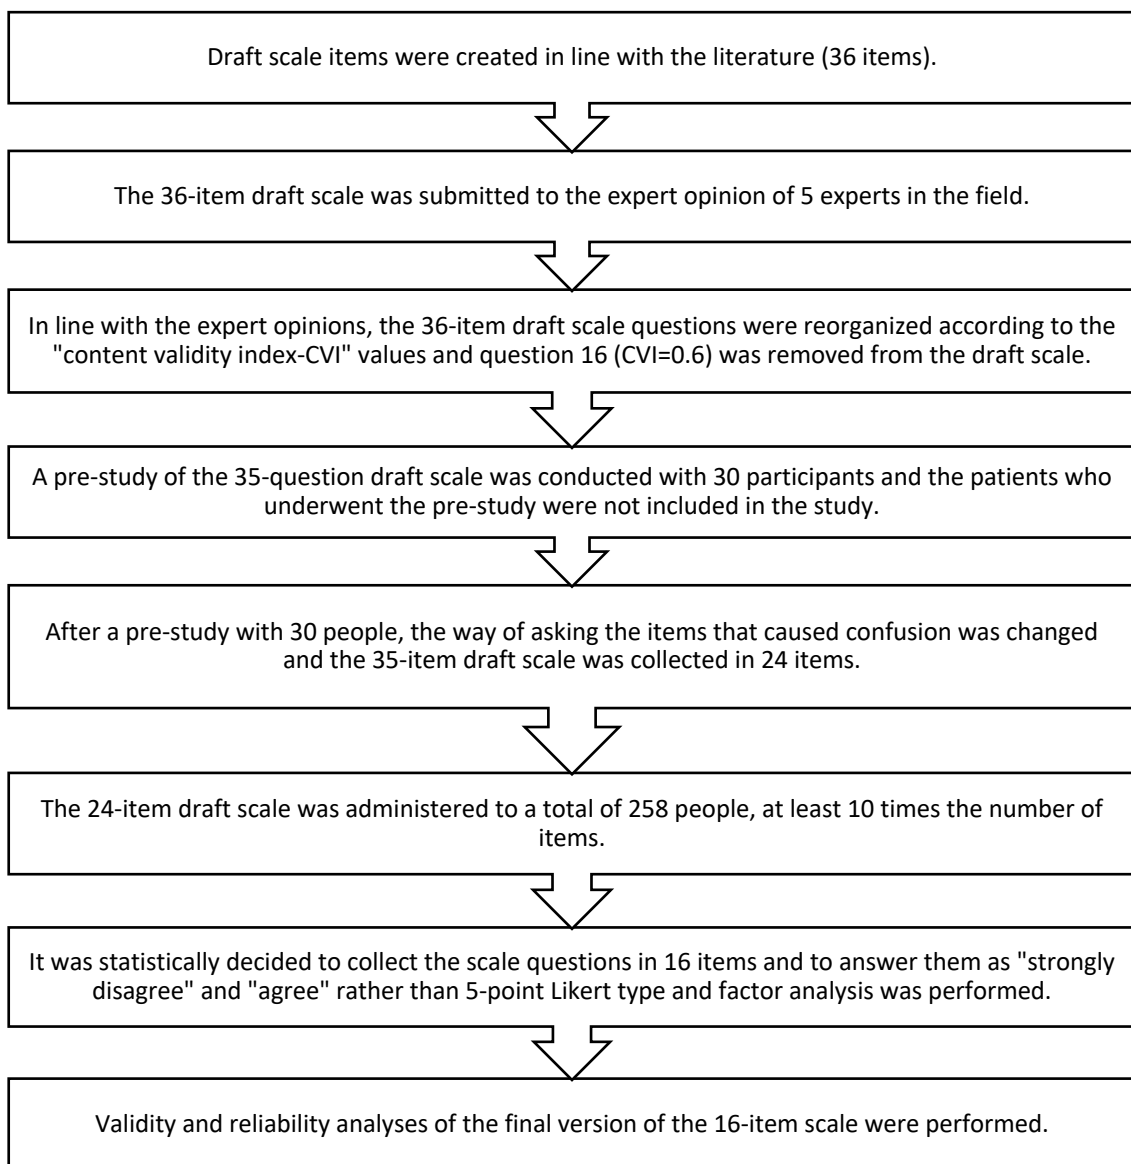 Draft scale items were created in line with the literature (36 items).
The 36-item draft scale was submitted to the expert opinion of 5 experts in the field.
In line with the expert opinions, the 36-item draft scale questions were reorganized according to the
"content validity index-CVI" values and question 16 (CVI=0.6) was removed from the draft scale.
A pre-study of the 35-question draft scale was conducted with 30 participants and the patients who
underwent the pre-study were not included in the study.
After a pre-study with 30 people, the way of asking the items that caused confusion was changed
and the 35-item draft scale was collected in 24 items.
The 24-item draft scale was administered to a total of 258 people, at least 10 times the number of
items.
It was statistically decided to collect the scale questions in 16 items and to answer them as "strongly
disagree" and "agree" rather than 5-point Likert type and factor analysis was performed.
Validity and reliability analyses of the final version of the 16-item scale were performed.